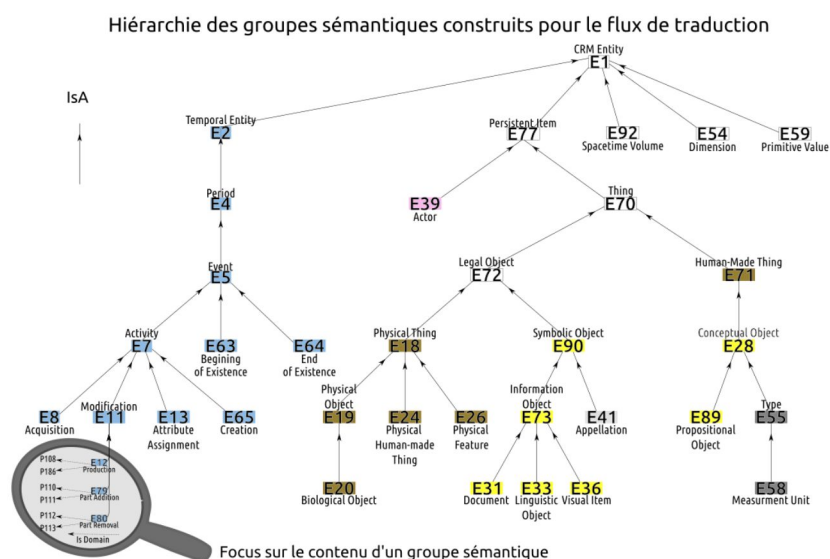 Hiérarchie des groupes sémantiques construits pour le flux de traduction
CRM Entity
E1
IsA
Temporal Entity
E2
Persistent Item
E77
E92
Spacetime Volume
E54
Dimension
E59
Primitive Value
Period
E4
E39
Actor
Thing
E70
Event
E5
Legal Object
E72
Human-Made Thing
E71
Activity
E7
E63
Begining
of Existence
E64
End
of Existence
Physical Thing
E18
Symbolic Object
E90
Conceptual Object
E28
E8
Acquisition
Modification
E11
E13
Attribute
Assignment
E65
Creation
Physical
Object
E19
E24
Physical
Human-made
Thing
E26
Physical
Feature
Information
Object
E73
E41
Appellation
E89
Propositional
Object
Type
E55
P108
P186
E12
Production
P110
P111
E79
Part Addition
P112
P113
E80
Part Removal
Is Domain
E20
Biological Object
E31
Document
E33
Linguistic
Object
E36
Visual Item
E58
Measurment Unit
Focus sur le contenu d'un groupe sémantique